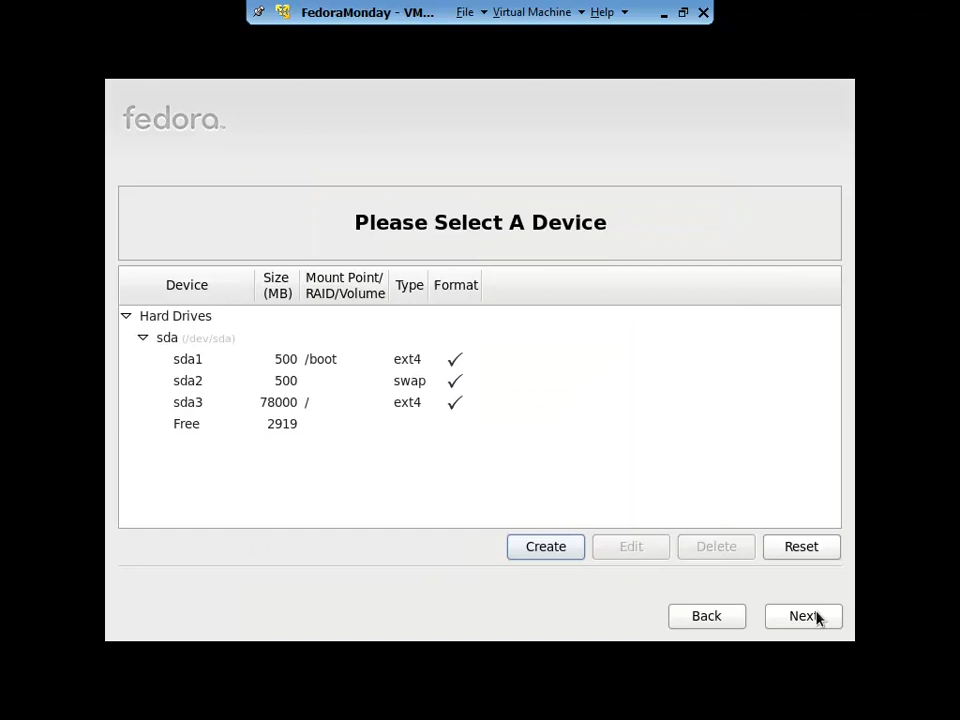 FedoraMonday - VM... File Virtual Machine Help
fedora™
Please Select A Device
Device Size (MB) Mount Point/ RAID/Volume Type Format
Hard Drives
sda (/dev/sda)
sda1 500 /boot ext4
sda2 500 swap
sda3 78000 / ext4
Free 2919
Create Edit Delete Reset
Back Next